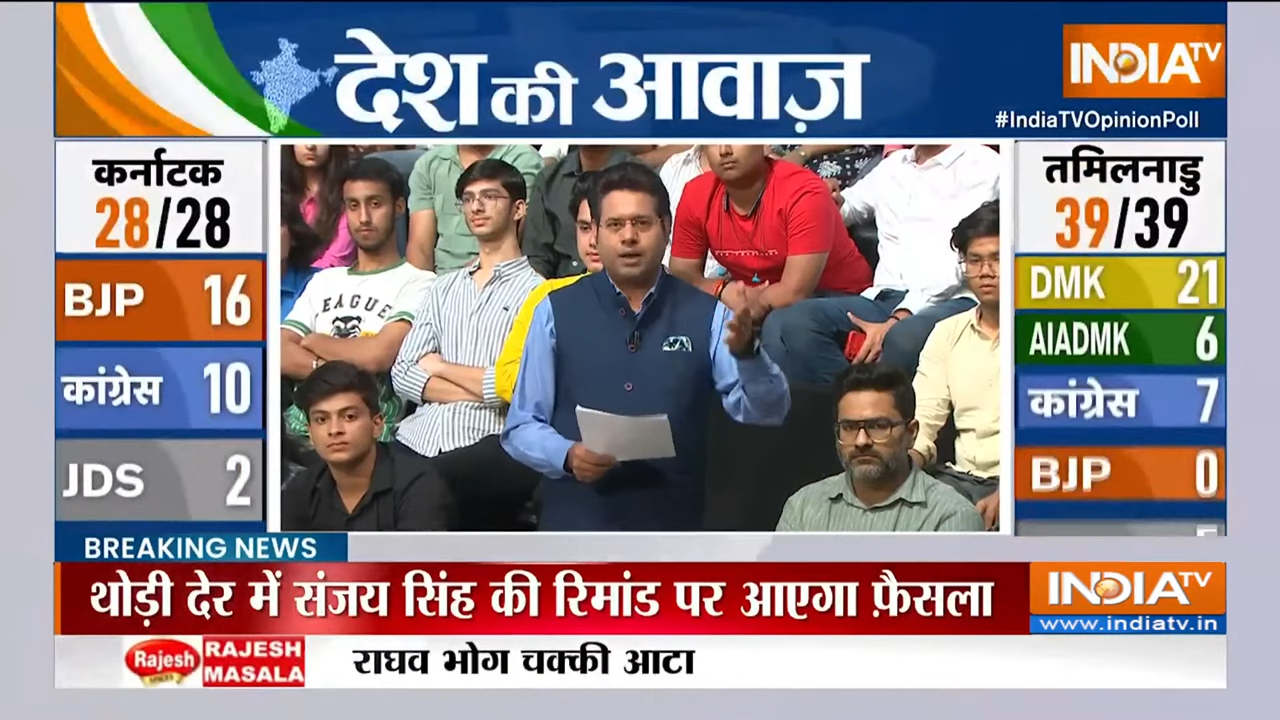 देश की आवाज़
INDIA TV
#IndiaTVOpinionPoll
कर्नाटक
28/28
BJP 16
कांग्रेस 10
JDS 2
LEAGUE
तमिलनाडु
39/39
DMK 21
AIADMK 6
कांग्रेस 7
BJP 0
BREAKING NEWS
थोड़ी देर में संजय सिंह की रिमांड पर आएगा फ़ैसला
INDIA TV
www.indiatv.in
Rajesh
RAJESH
MASALA
राघव भोग चक्की आटा